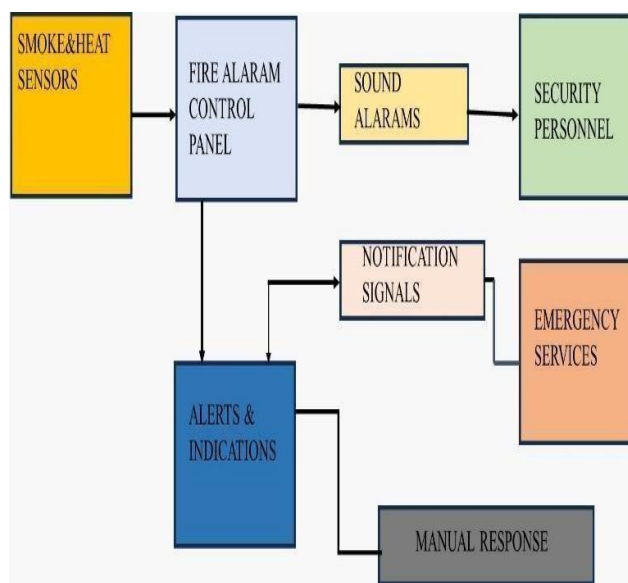 SMOKE&HEAT
SENSORS
FIRE ALARAM
CONTROL
PANEL
SOUND
ALARAMS
SECURITY
PERSONNEL
NOTIFICATION
SIGNALS
EMERGENCY
SERVICES
ALERTS &
INDICATIONS
MANUAL RESPONSE